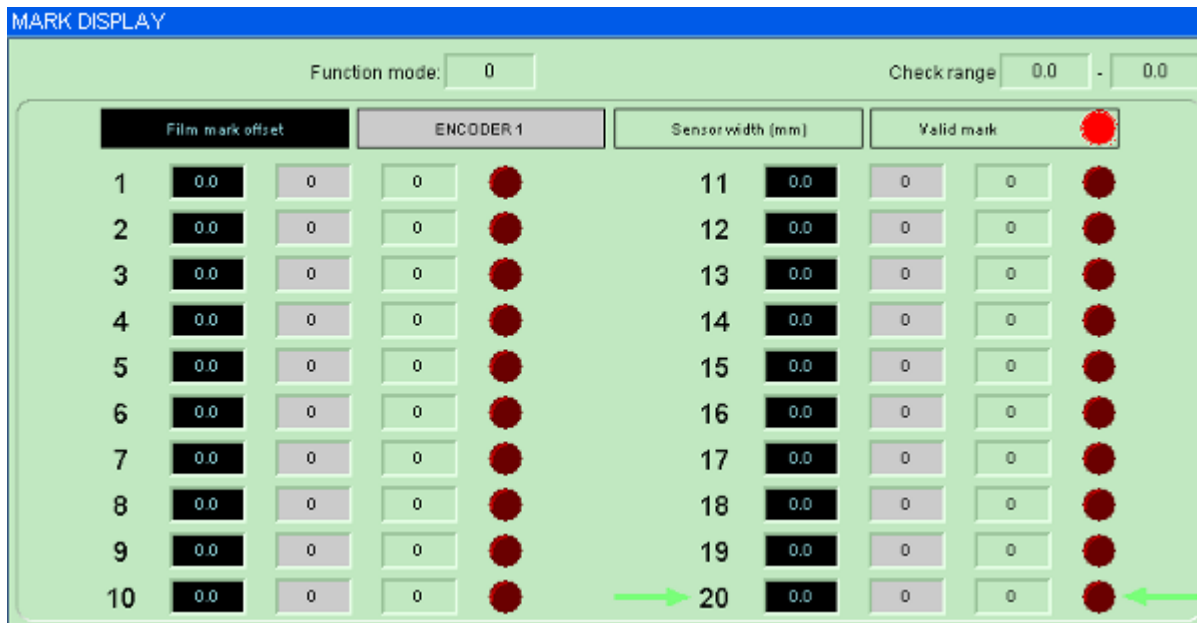 MARK DISPLAY
Function mode: 0 Check range 0.0 - 0.0
Film mark offset ENCODER 1 Sensor width (mm) Valid mark
1 0.0 0 0 11 0.0 0 0
2 0.0 0 0 12 0.0 0 0
3 0.0 0 0 13 0.0 0 0
4 0.0 0 0 14 0.0 0 0
5 0.0 0 0 15 0.0 0 0
6 0.0 0 0 16 0.0 0 0
7 0.0 0 0 17 0.0 0 0
8 0.0 0 0 18 0.0 0 0
9 0.0 0 0 19 0.0 0 0
10 0.0 0 0 20 0.0 0 0